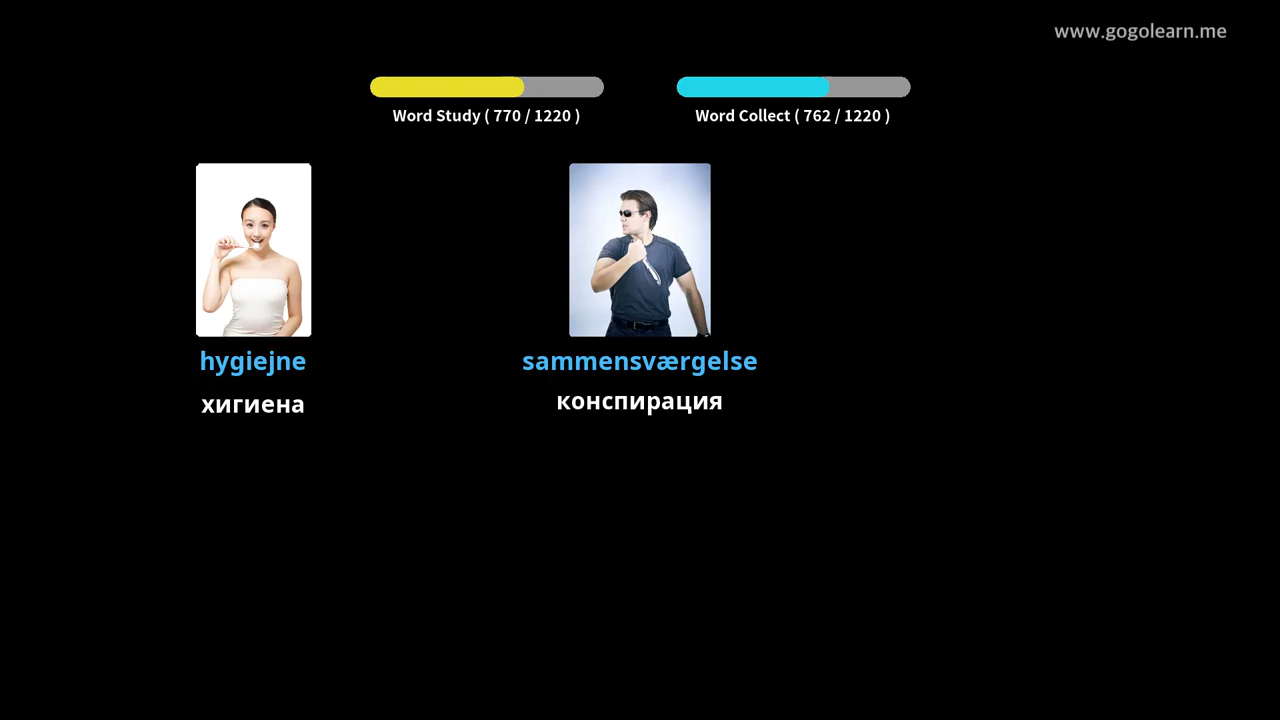 www.gogolearn.me
Word Study ( 770 / 1220 )
Word Collect ( 762 / 1220 )
hygiejne
sammensværgelse
хигиена
конспирация